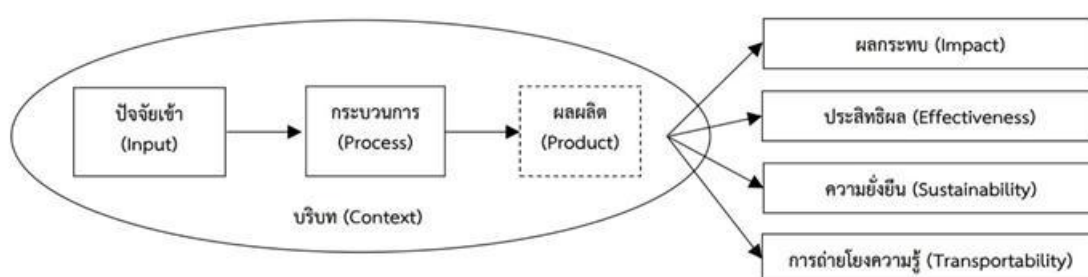 ปัจจัยเข้า
(Input)
กระบวนการ
(Process)
ผลผลิต
(Product)
บริบท (Context)
ผลกระทบ (Impact)
ประสิทธิผล (Effectiveness)
ความยั่งยืน (Sustainability)
การถ่ายโยงความรู้ (Transportability)